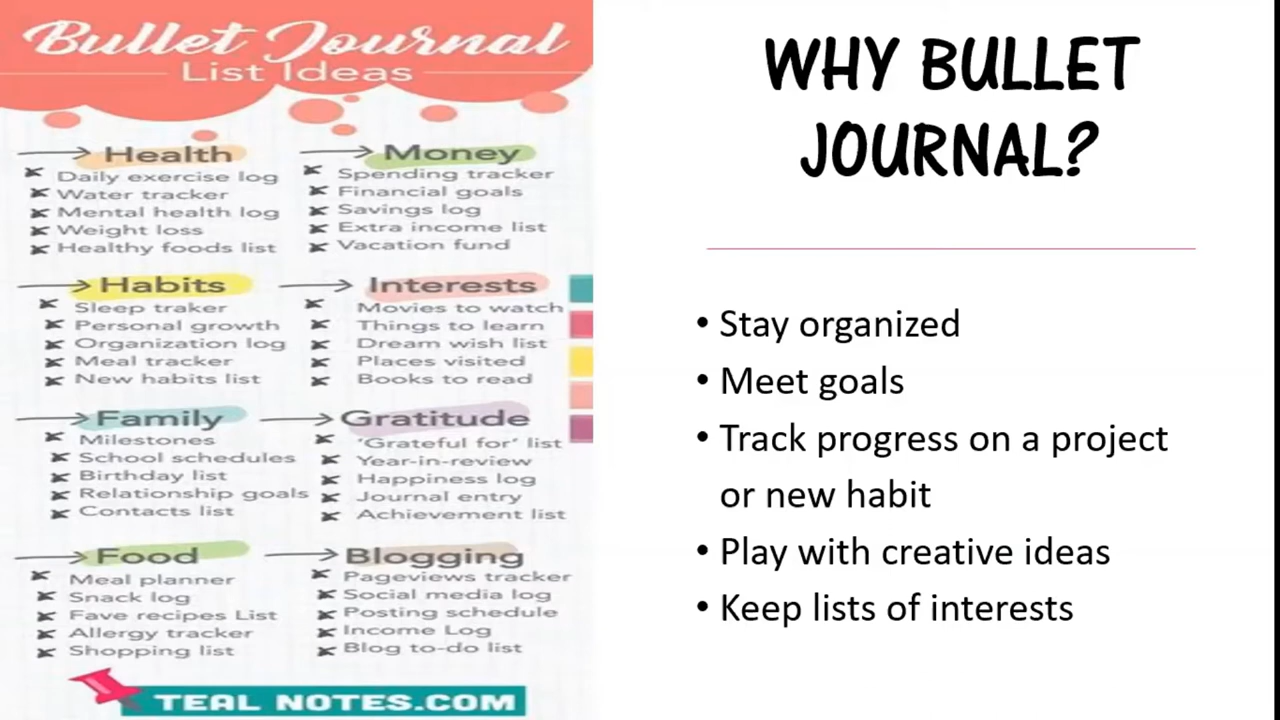 Bullet Journal
List Ideas
Health
Daily exercise log
Water tracker
Mental health log
Weight loss
Healthy foods list
Money
Spending tracker
Financial goals
Savings log
Extra income list
Vacation fund
Habits
Sleep traker
Personal growth
Organization log
Meal tracker
New habits list
Interests
Movies to watch
Things to learn
Dream wish list
Places visited
Books to read
Family
Milestones
School schedules
Birthday list
Relationship goals
Contacts list
Gratitude
'Grateful for' list
Year-in-review
Happiness log
Journal entry
Achievement list
Food
Meal planner
Snack log
Fave recipes List
Allergy tracker
Shopping list
Blogging
Pageviews tracker
Social media log
Posting schedule
Income Log
Blog to-do list
TEAL NOTES.COM
WHY BULLET
JOURNAL?
• Stay organized
• Meet goals
• Track progress on a project
or new habit
• Play with creative ideas
• Keep lists of interests